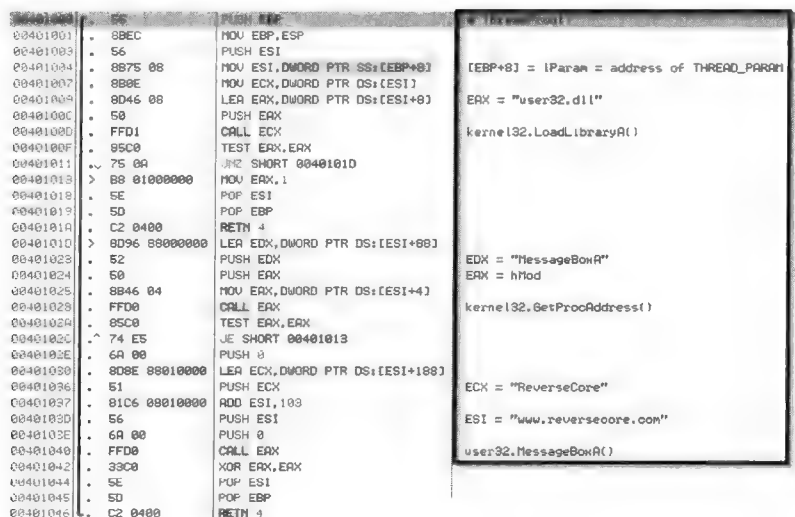 00401000 . 55 PUSH EBP
00401001 . 8BEC MOV EBP,ESP
00401003 . 56 PUSH ESI
00401004 . 8B75 08 MOV ESI,DWORD PTR SS:[EBP+8] [EBP+8] = lParam = address of THREAD_PARAM
00401007 . 8B0E MOV ECX,DWORD PTR DS:[ESI]
00401009 . 8D46 08 LEA EAX,DWORD PTR DS:[ESI+8] EAX = "user32.dll"
0040100C . 50 PUSH EAX
0040100D . FFD1 CALL ECX kernel32.LoadLibraryA()
0040100F . 85C0 TEST EAX,EAX
00401011 .v 75 0A JNZ SHORT 0040101D
00401013 > B8 01000000 MOV EAX,1
00401018 . 5E POP ESI
00401019 . 5D POP EBP
0040101A . C2 0400 RETN 4
0040101D > 8D96 88000000 LEA EDX,DWORD PTR DS:[ESI+88]
00401023 . 52 PUSH EDX EDX = "MessageBoxA"
00401024 . 50 PUSH EAX EAX = hMod
00401025 . 8B46 04 MOV EAX,DWORD PTR DS:[ESI+4]
00401028 . FFD0 CALL EAX kernel32.GetProcAddress()
0040102A . 85C0 TEST EAX,EAX
0040102C .^ 74 E5 JE SHORT 00401013
0040102E . 6A 00 PUSH 0
00401030 . 8D8E 88010000 LEA ECX,DWORD PTR DS:[ESI+188]
00401036 . 51 PUSH ECX ECX = "ReverseCore"
00401037 . 81C6 08010000 ADD ESI,108
0040103D . 56 PUSH ESI ESI = "www.reversecore.com"
0040103E . 6A 00 PUSH 0
00401040 . FFD0 CALL EAX user32.MessageBoxA()
00401042 . 33C0 XOR EAX,EAX
00401044 . 5E POP ESI
00401045 . 5D POP EBP
00401046 . C2 0400 RETN 4